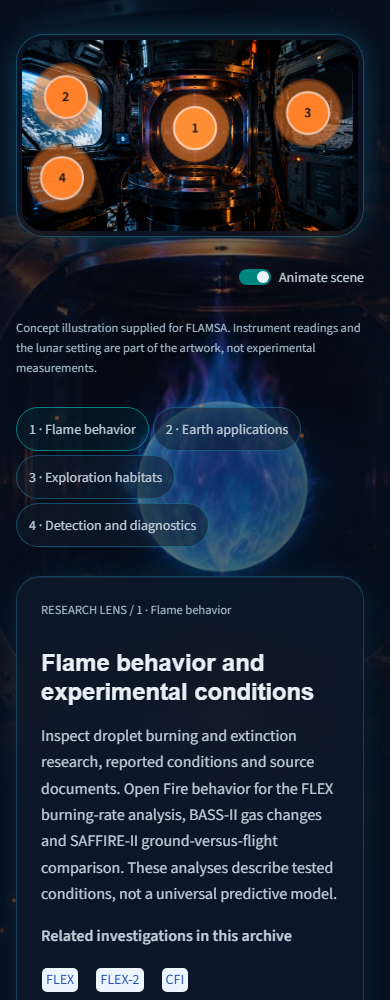 2
1
3
4
Animate scene
Concept illustration supplied for FLAMSA. Instrument readings and
the lunar setting are part of the artwork, not experimental
measurements.
1 · Flame behavior
2 · Earth applications
3 · Exploration habitats
4 · Detection and diagnostics
RESEARCH LENS / 1 · Flame behavior
Flame behavior and
experimental conditions
Inspect droplet burning and extinction
research, reported conditions and source
documents. Open Fire behavior for the FLEX
burning-rate analysis, BASS-II gas changes
and SAFFIRE-II ground-versus-flight
comparison. These analyses describe tested
conditions, not a universal predictive model.
Related investigations in this archive
FLEX FLEX-2 CFI